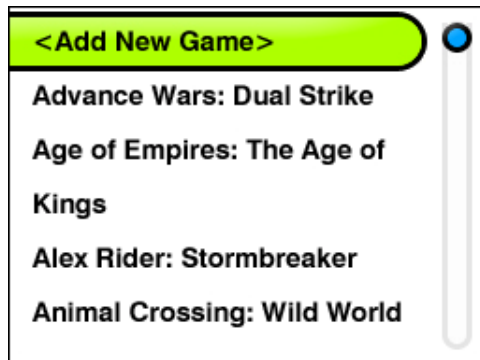 <Add New Game>
Advance Wars: Dual Strike
Age of Empires: The Age of
Kings
Alex Rider: Stormbreaker
Animal Crossing: Wild World